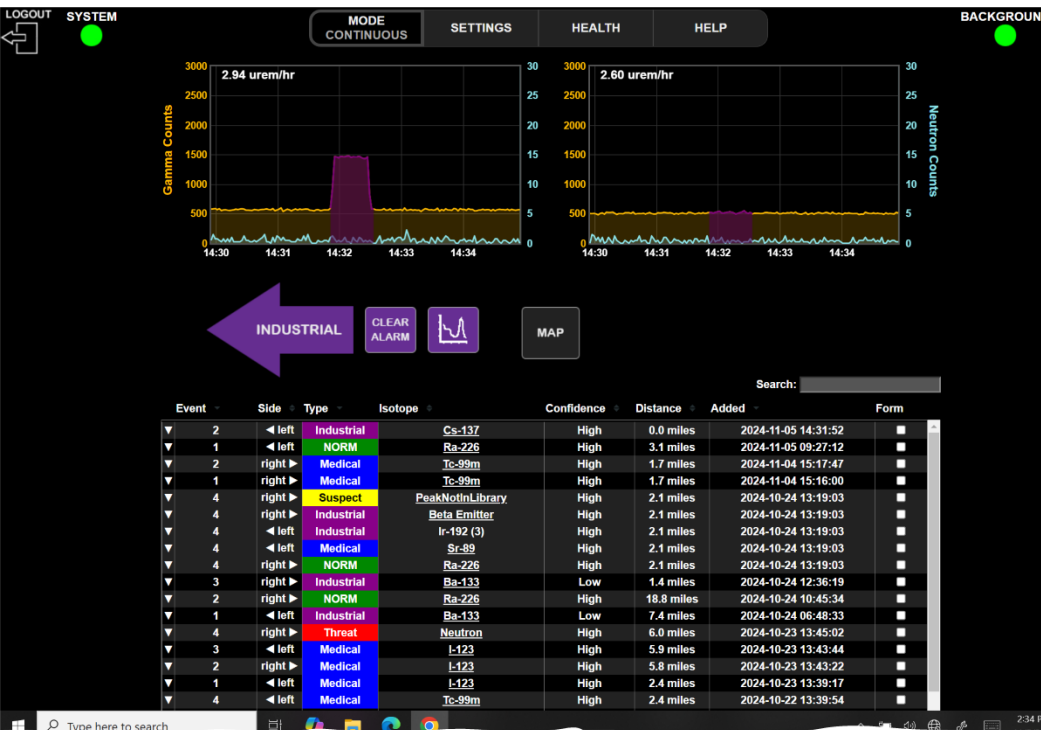 LOGOUT SYSTEM MODE CONTINUOUS SETTINGS HEALTH HELP BACKGROUN
Gamma Counts
3000 2.94 urem/hr 30
2500 25
2000 20
1500 15
1000 10
500 5
0 0
14:30 14:31 14:32 14:33 14:34
3000 2.60 urem/hr 30
2500 25
2000 20
1500 15
1000 10
500 5
0 0
14:30 14:31 14:32 14:33 14:34
Neutron Counts
INDUSTRIAL CLEAR ALARM MAP
Search:
Event Side Type Isotope Confidence Distance Added Form
▼ 2 ◀ left Industrial Cs-137 High 0.0 miles 2024-11-05 14:31:52
▼ 1 ◀ left NORM Ra-226 High 3.1 miles 2024-11-05 09:27:12
▼ 2 right ▶ Medical Tc-99m High 1.7 miles 2024-11-04 15:17:47
▼ 1 right ▶ Medical Tc-99m High 1.7 miles 2024-11-04 15:16:00
▼ 4 right ▶ Suspect PeakNotInLibrary High 2.1 miles 2024-10-24 13:19:03
▼ 4 right ▶ Industrial Beta Emitter High 2.1 miles 2024-10-24 13:19:03
▼ 4 ◀ left Industrial Ir-192 (3) High 2.1 miles 2024-10-24 13:19:03
▼ 4 ◀ left Medical Sr-89 High 2.1 miles 2024-10-24 13:19:03
▼ 4 right ▶ NORM Ra-226 High 2.1 miles 2024-10-24 13:19:03
▼ 3 right ▶ Industrial Ba-133 Low 1.4 miles 2024-10-24 12:36:19
▼ 2 right ▶ NORM Ra-226 High 18.8 miles 2024-10-24 10:45:34
▼ 1 ◀ left Industrial Ba-133 Low 7.4 miles 2024-10-24 06:48:33
▼ 4 right ▶ Threat Neutron High 6.0 miles 2024-10-23 13:45:02
▼ 3 ◀ left Medical I-123 High 5.9 miles 2024-10-23 13:43:44
▼ 2 right ▶ Medical I-123 High 5.8 miles 2024-10-23 13:43:22
▼ 1 ◀ left Medical I-123 High 2.4 miles 2024-10-23 13:39:17
▼ 4 ◀ left Medical Tc-99m High 2.4 miles 2024-10-22 13:39:54
Type here to search 2:34 P